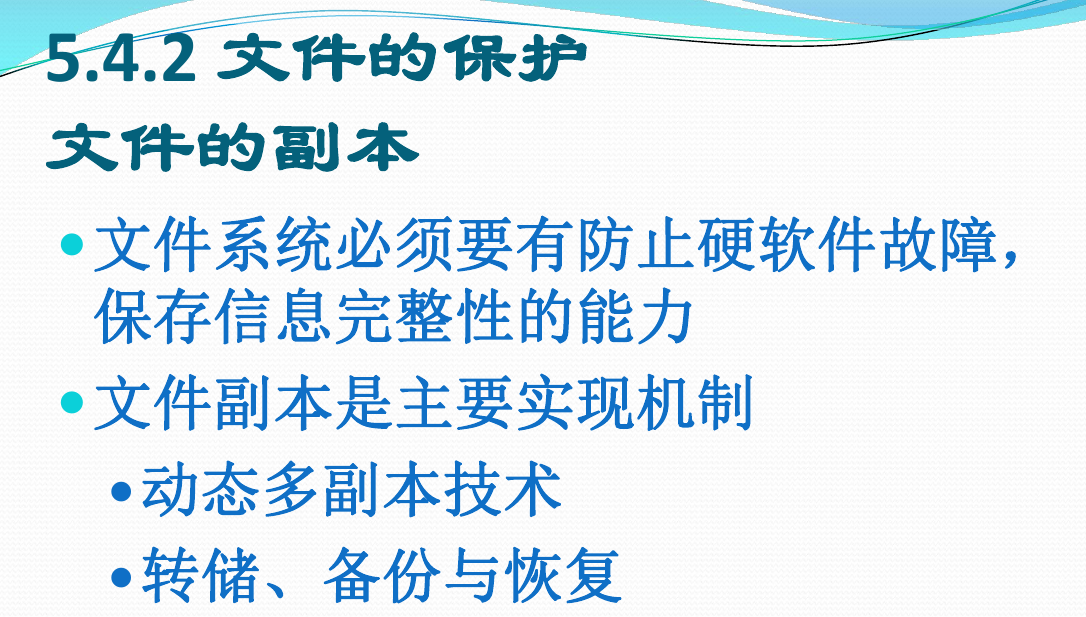 5.4.2 文件的保护
文件的副本
•文件系统必须要有防止硬软件故障，
保存信息完整性的能力
•文件副本是主要实现机制
•动态多副本技术
•转储、备份与恢复